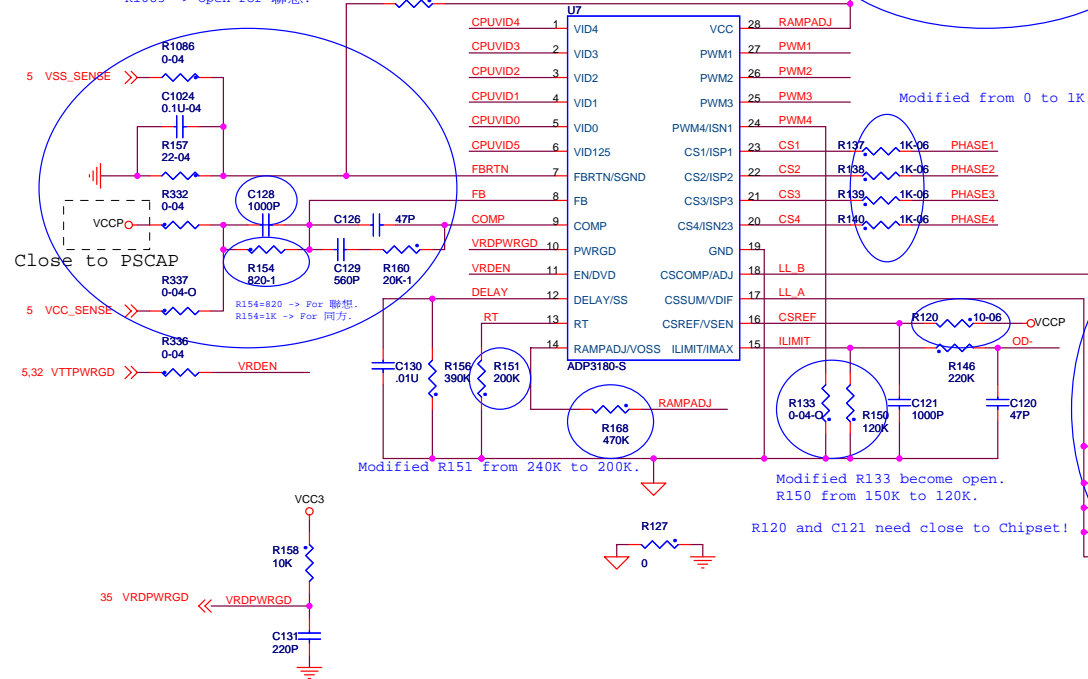 R1085 -> Open for 聯想.
U7
CPUVID4 1 VID4 VCC 28 RAMPADJ
CPUVID3 2 VID3 PWM1 27 PWM1
CPUVID2 3 VID2 PWM2 26 PWM2
CPUVID1 4 VID1 PWM3 25 PWM3
CPUVID0 5 VID0 PWM4/ISN1 24 PWM4
CPUVID5 6 VID125 CS1/ISP1 23 CS1 R137 1K-06 PHASE1
FBRTN 7 FBRTN/SGND CS2/ISP2 22 CS2 R138 1K-06 PHASE2
FB 8 FB CS3/ISP3 21 CS3 R139 1K-06 PHASE3
COMP 9 COMP CS4/ISN23 20 CS4 R140 1K-06 PHASE4
VRDPWRGD 10 PWRGD GND 19
VRDEN 11 EN/DVD CSCOMP/ADJ 18 LL_B
DELAY 12 DELAY/SS CSSUM/VDIF 17 LL_A
RT 13 RT CSREF/VSEN 16 CSREF R120 10-06 VCCP
14 RAMPADJ/VOSS ILIMIT/IMAX 15 ILIMIT OD-
ADP3180-S
Modified from 0 to 1K
R1086
0-04
5 VSS_SENSE
C1024
0.1U-04
R157
22-04
R332
0-04
VCCP
Close to PSCAP
C128
1000P
C126 47P
R154
820-1
C129
560P
R160
20K-1
R337
0-04-O
5 VCC_SENSE
R154=820 -> For 聯想.
R154=1K -> For 同方.
R336
0-04
5,32 VTTPWRGD VRDEN
C130
.01U
R156
390K
R151
200K
R168
470K
RAMPADJ
R146
220K
R133
0-04-O
R150
120K
C121
1000P
C120
47P
Modified R151 from 240K to 200K.
Modified R133 become open.
R150 from 150K to 120K.
R120 and C121 need close to Chipset!
R127
0
VCC3
R158
10K
35 VRDPWRGD VRDPWRGD
C131
220P